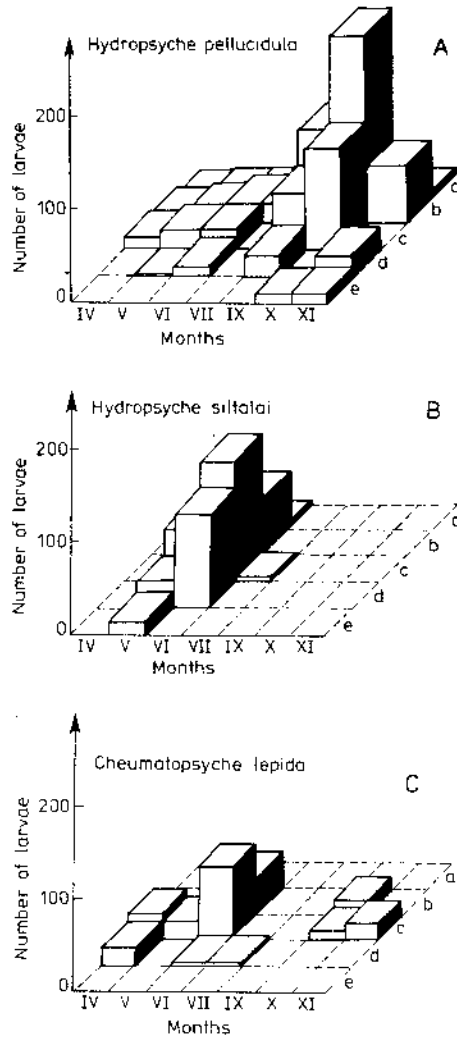 Hydropsyche pellucidula
A
Number of larvae
200
100
0
IV V VI VII IX X XI
Months
a
b
c
d
e
Hydropsyche siltalai
B
Number of larvae
200
100
0
IV V VI VII IX X XI
Months
a
b
c
d
e
Cheumatopsyche lepida
C
Number of larvae
200
100
0
IV V VI VII IX X XI
Months
a
b
c
d
e